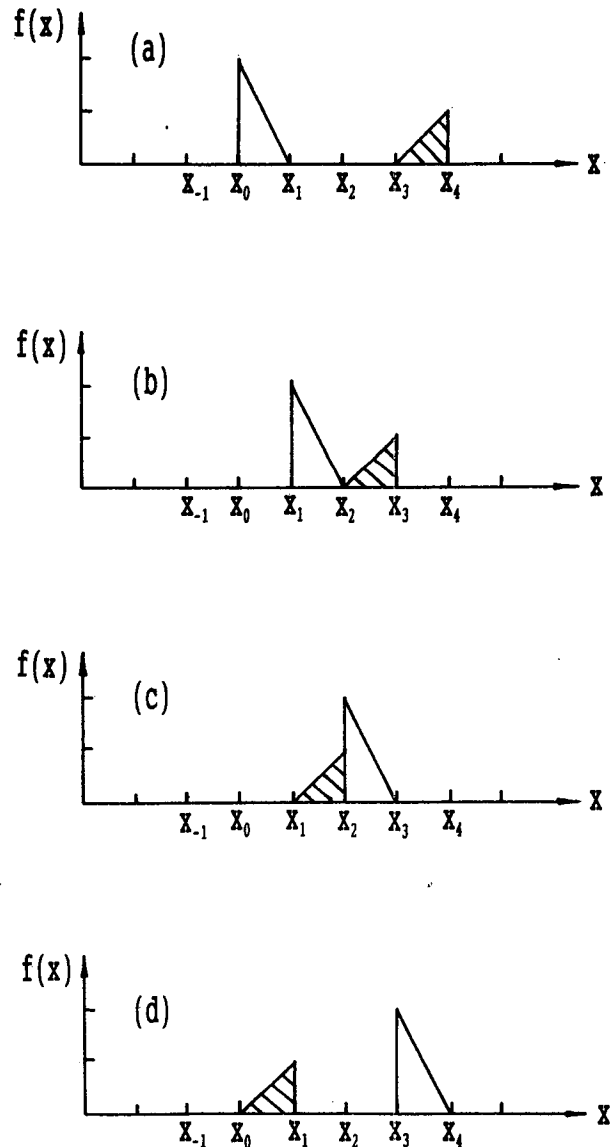 f(x)
(a)
X₋₁ X₀ X₁ X₂ X₃ X₄ X
f(x)
(b)
X₋₁ X₀ X₁ X₂ X₃ X₄ X
f(x)
(c)
X₋₁ X₀ X₁ X₂ X₃ X₄ X
f(x)
(d)
X₋₁ X₀ X₁ X₂ X₃ X₄ X